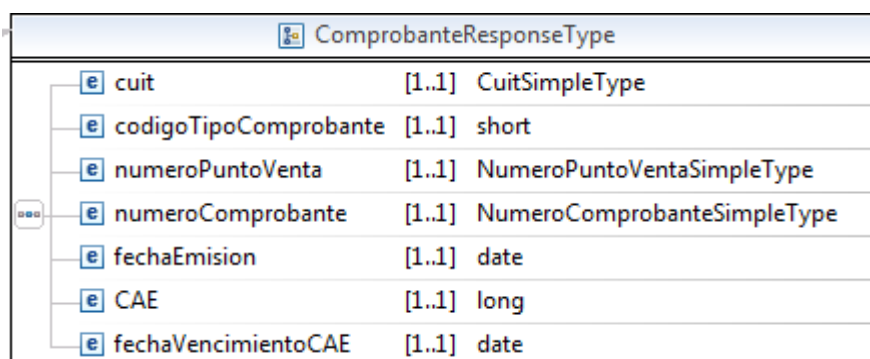 ComprobanteResponseType
cuit [1..1] CuitSimpleType
codigoTipoComprobante [1..1] short
numeroPuntoVenta [1..1] NumeroPuntoVentaSimpleType
numeroComprobante [1..1] NumeroComprobanteSimpleType
fechaEmision [1..1] date
CAE [1..1] long
fechaVencimientoCAE [1..1] date